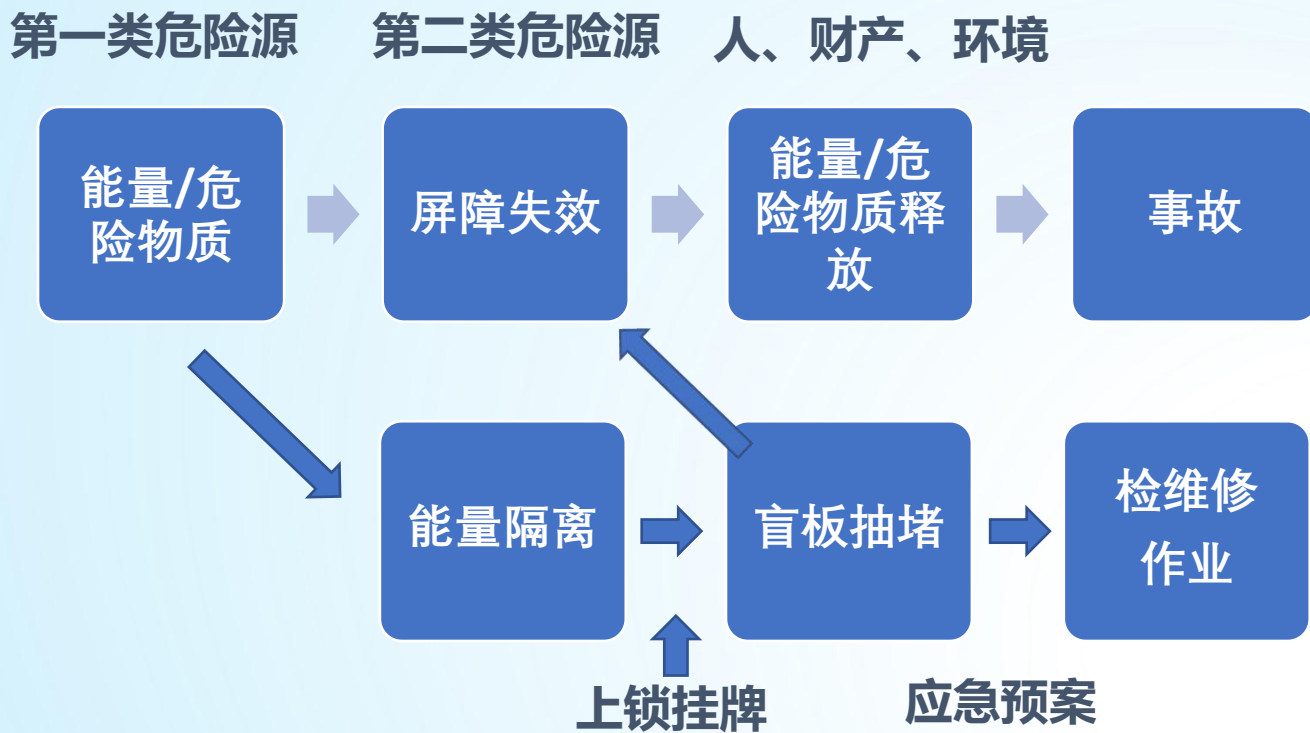 第一类危险源
第二类危险源
人、财产、环境
能量/危
险物质
屏障失效
能量/危
险物质释
放
事故
能量隔离
盲板抽堵
检维修
作业
上锁挂牌
应急预案